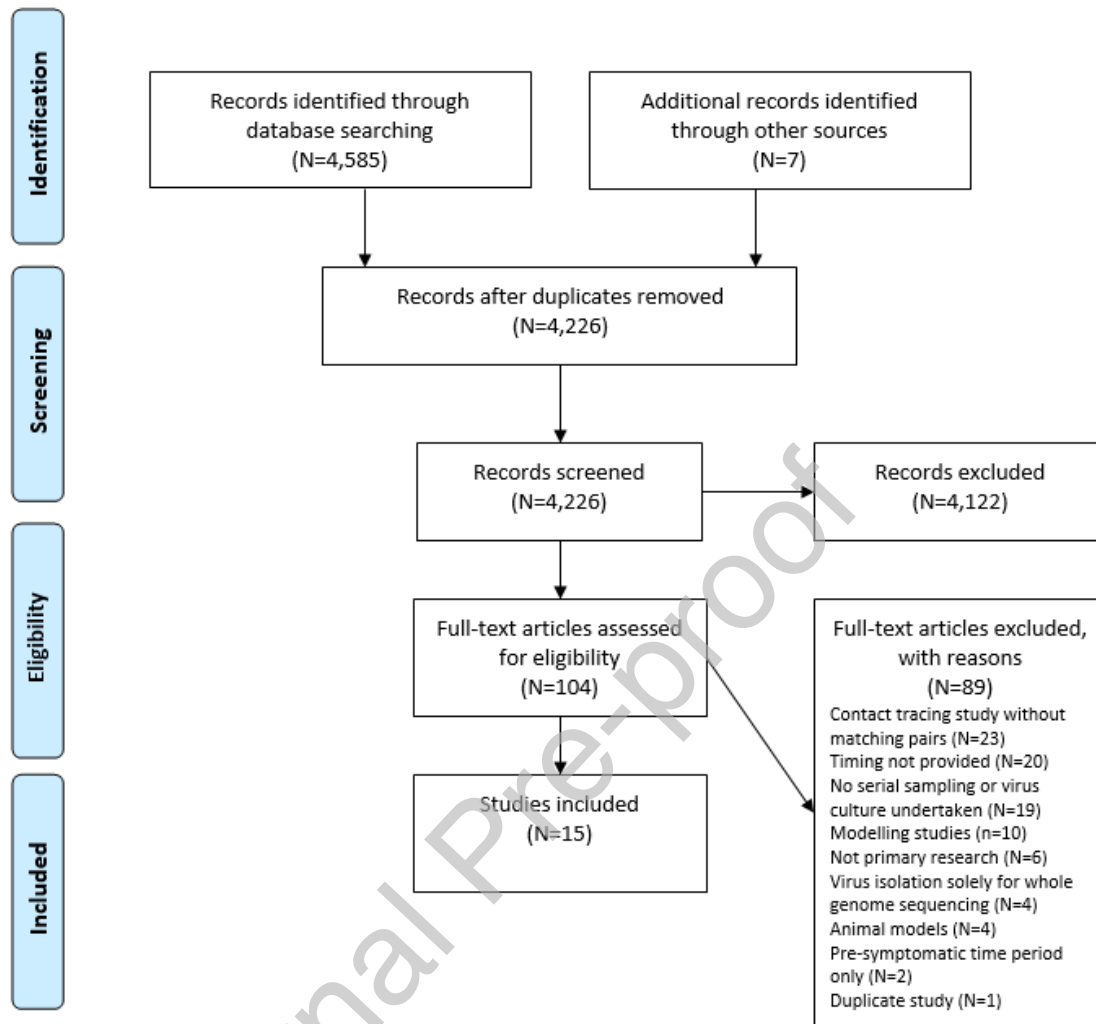 Identification
Records identified through
database searching
(N=4,585)
Additional records identified
through other sources
(N=7)
Screening
Records after duplicates removed
(N=4,226)
Records screened
(N=4,226)
Records excluded
(N=4,122)
Eligibility
Full-text articles assessed
for eligibility
(N=104)
Full-text articles excluded,
with reasons
(N=89)
Contact tracing study without
matching pairs (N=23)
Timing not provided (N=20)
No serial sampling or virus
culture undertaken (N=19)
Modelling studies (n=10)
Not primary research (N=6)
Virus isolation solely for whole
genome sequencing (N=4)
Animal models (N=4)
Pre-symptomatic time period
only (N=2)
Duplicate study (N=1)
Included
Studies included
(N=15)
nal Pre-proof